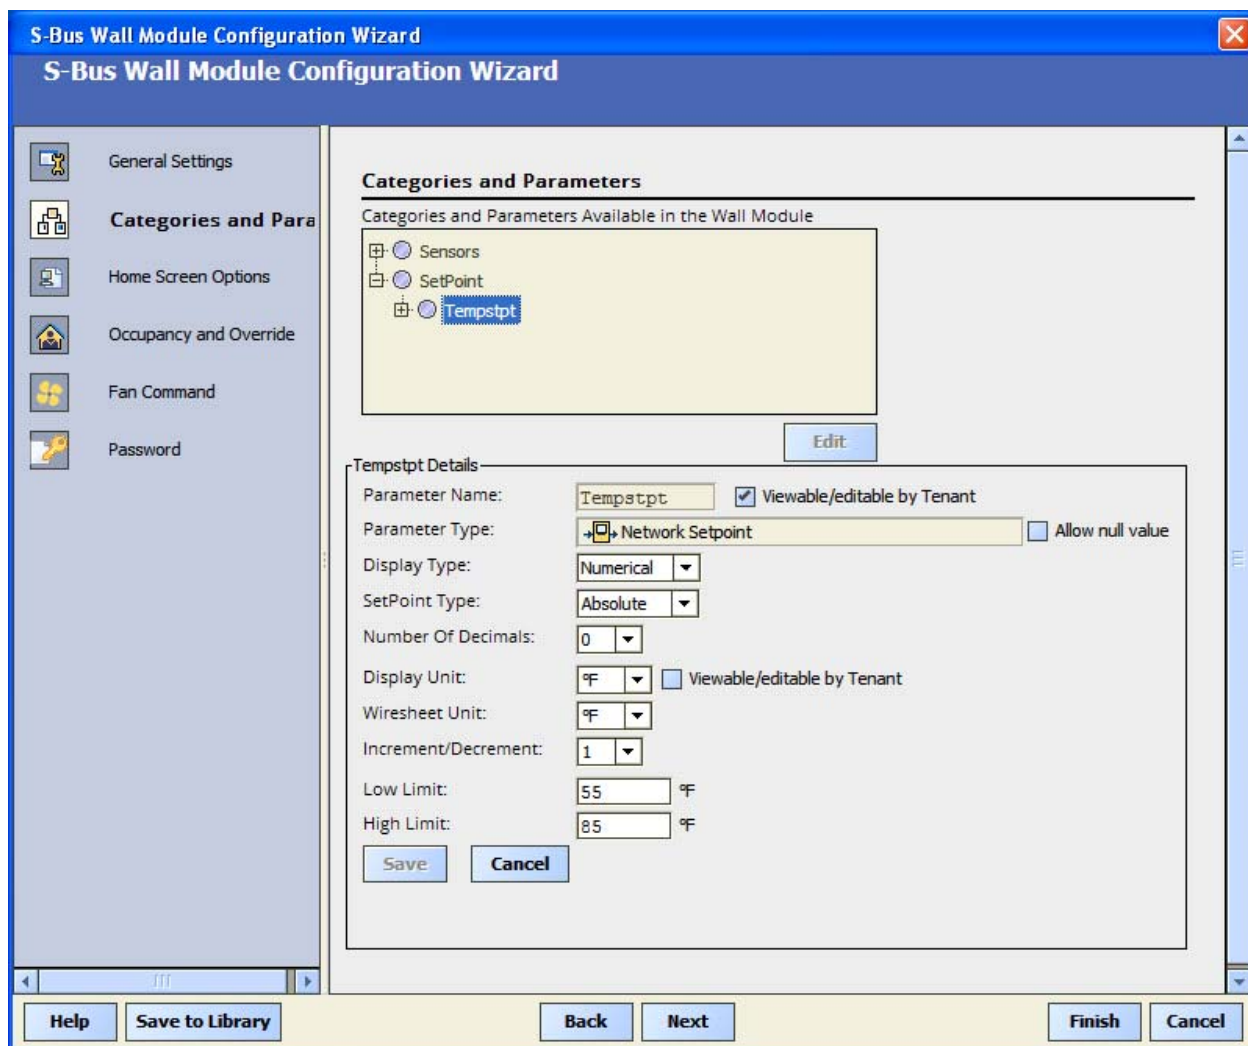 S-Bus Wall Module Configuration Wizard
S-Bus Wall Module Configuration Wizard
General Settings
Categories and Para
Home Screen Options
Occupancy and Override
Fan Command
Password
Categories and Parameters
Categories and Parameters Available in the Wall Module
Sensors
SetPoint
Tempstpt
Edit
Tempstpt Details
Parameter Name: Tempstpt Viewable/editable by Tenant
Parameter Type: Network Setpoint Allow null value
Display Type: Numerical
SetPoint Type: Absolute
Number Of Decimals: 0
Display Unit: °F Viewable/editable by Tenant
Wiresheet Unit: °F
Increment/Decrement: 1
Low Limit: 55 °F
High Limit: 85 °F
Save Cancel
Help Save to Library Back Next Finish Cancel